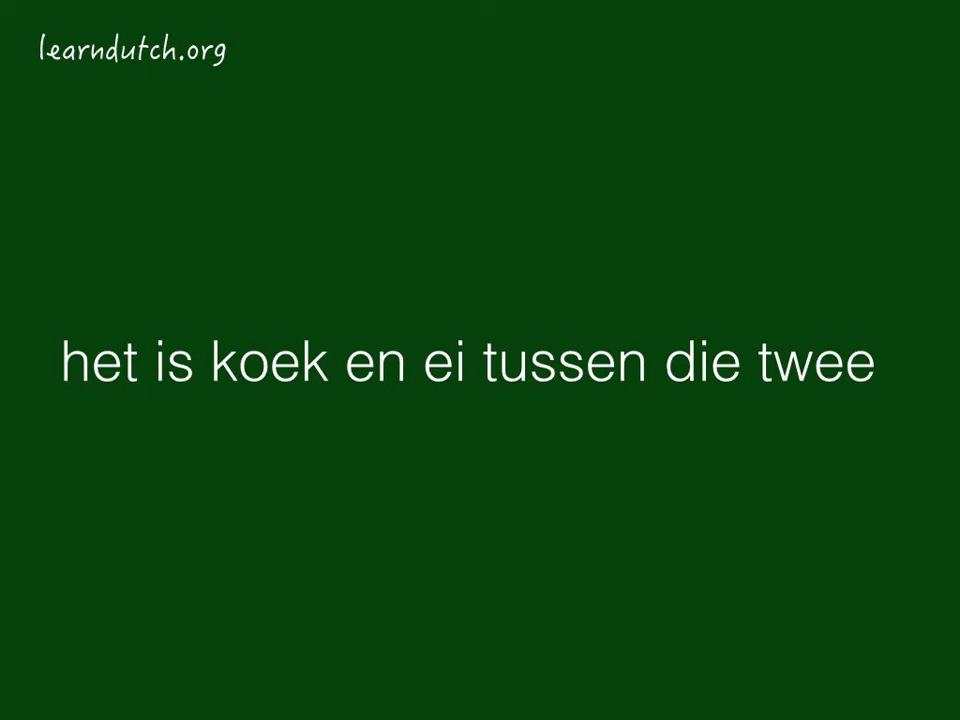 learndutch.org
het is koek en ei tussen die twee